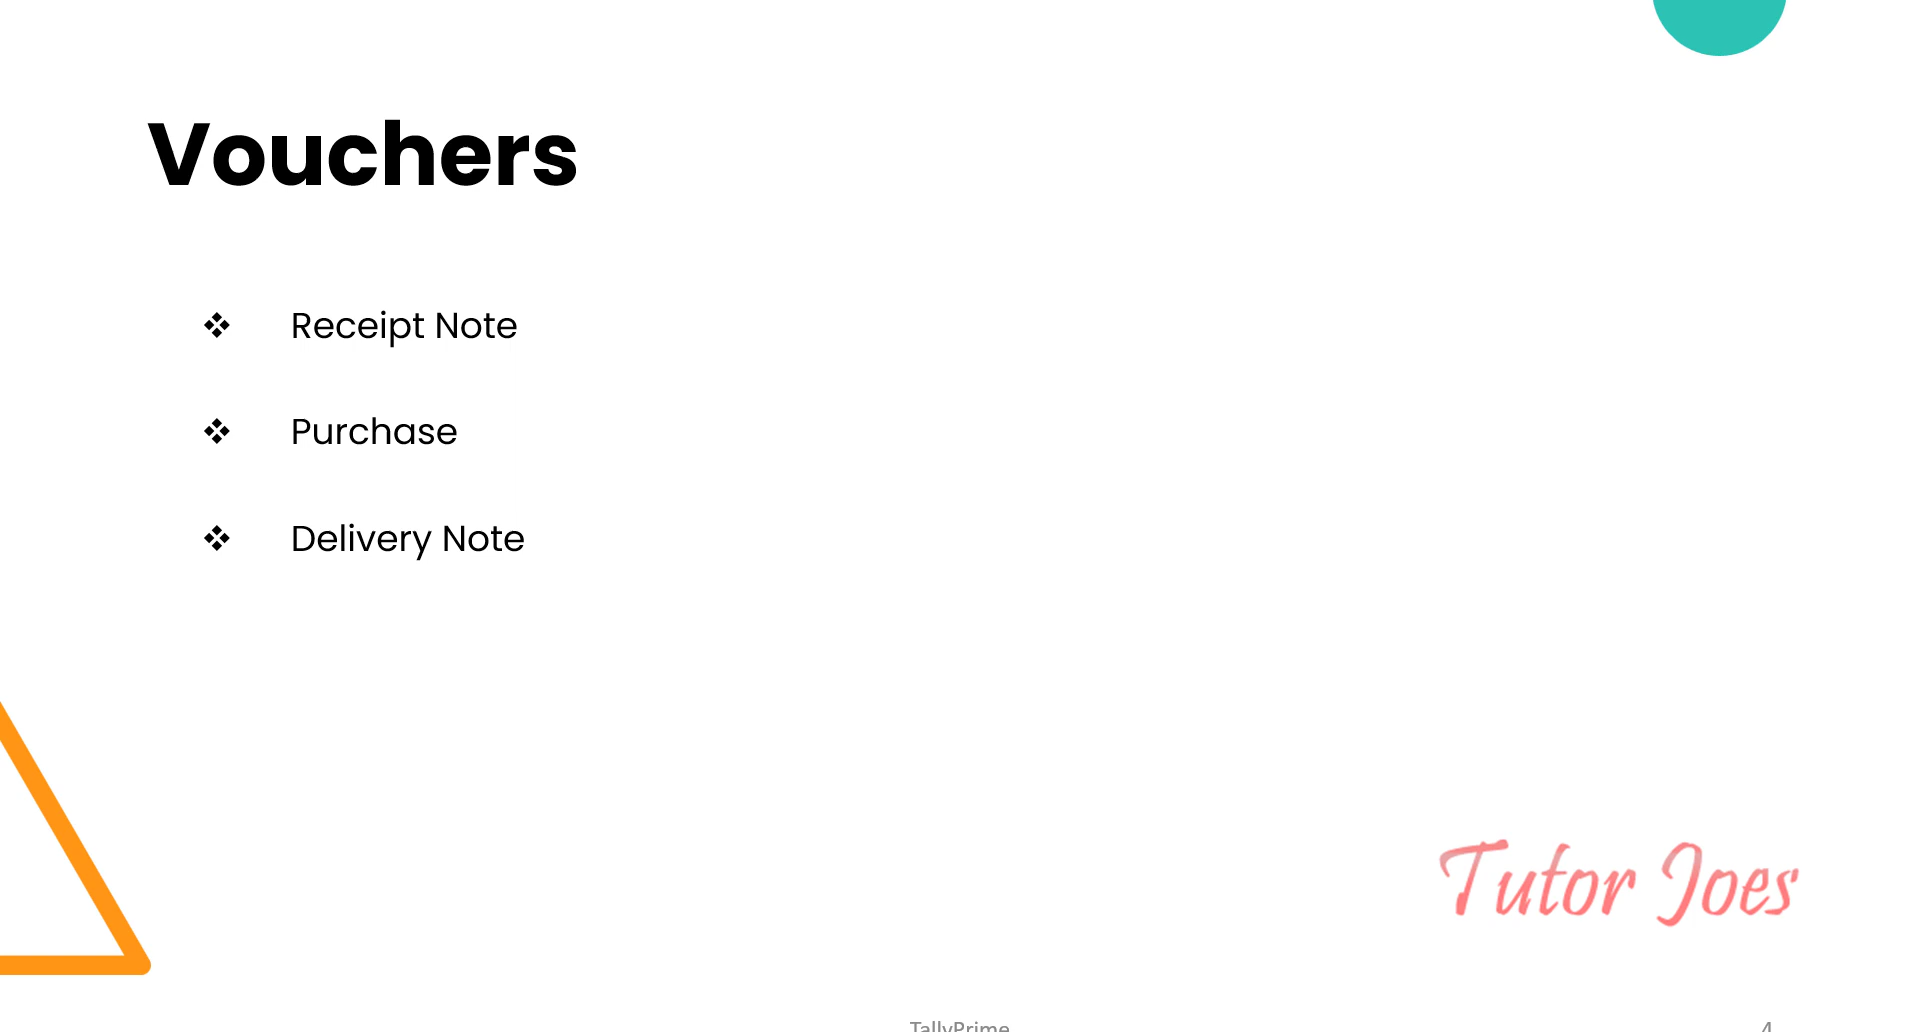 Vouchers
❖ Receipt Note
❖ Purchase
❖ Delivery Note
Tutor Joes
TallyPrime
4